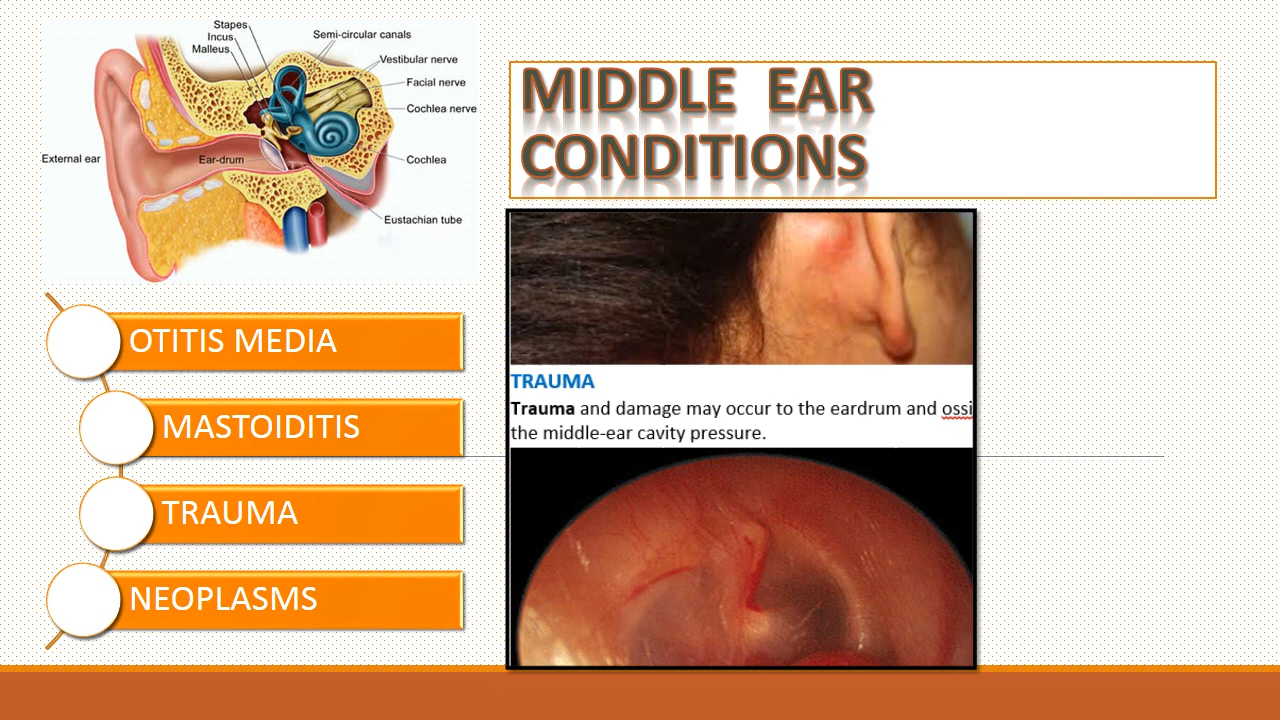 Stapes
Incus
Malleus
Semi-circular canals
Vestibular nerve
Facial nerve
Cochlea nerve
External ear
Ear-drum
Cochlea
Eustachian tube
MIDDLE EAR
CONDITIONS
OTITIS MEDIA
MASTOIDITIS
TRAUMA
NEOPLASMS
TRAUMA
Trauma and damage may occur to the eardrum and ossi
the middle-ear cavity pressure.